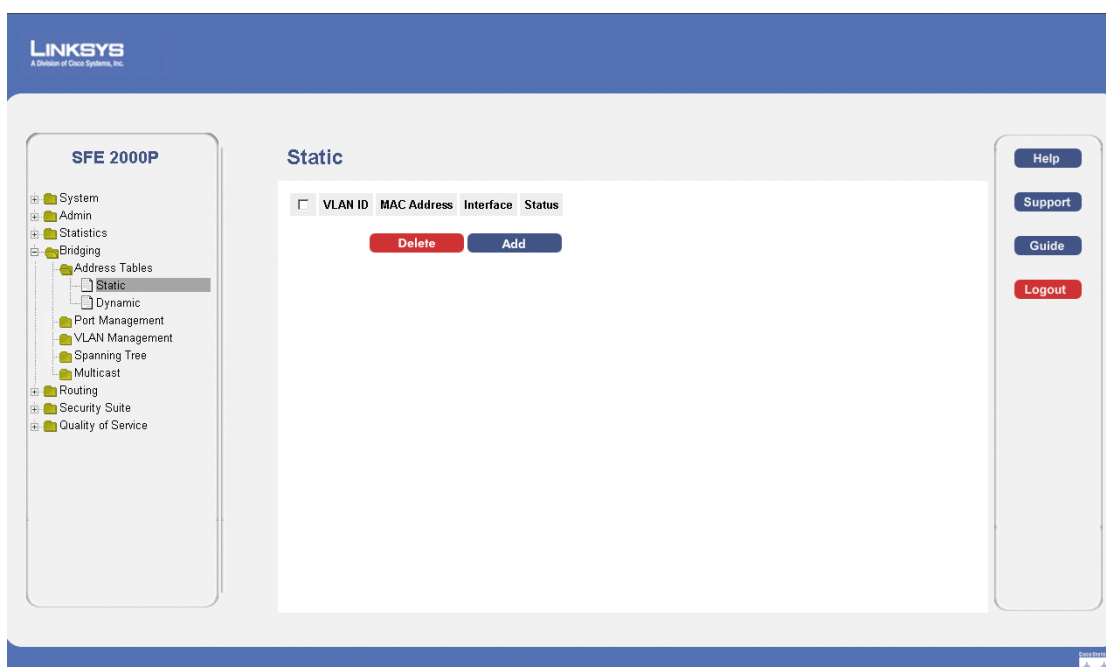 LINKSYS
A Division of Cisco Systems, Inc.
SFE 2000P
System
Admin
Statistics
Bridging
Address Tables
Static
Dynamic
Port Management
VLAN Management
Spanning Tree
Multicast
Routing
Security Suite
Quality of Service
Static
VLAN ID MAC Address Interface Status
Delete Add
Help
Support
Guide
Logout